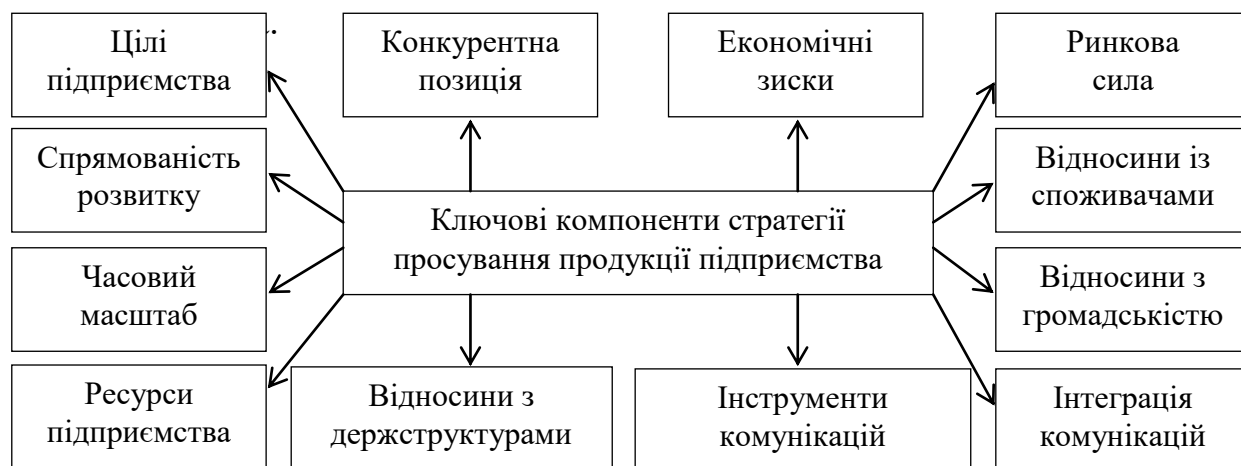 Цілі
підприємства
Конкурентна
позиція
Економічні
зиски
Ринкова
сила
Спрямованість
розвитку
Відносини із
споживачами
Ключові компоненти стратегії
просування продукції підприємства
Часовий
масштаб
Відносини з
громадськістю
Ресурси
підприємства
Відносини з
держструктурами
Інструменти
комунікацій
Інтеграція
комунікацій